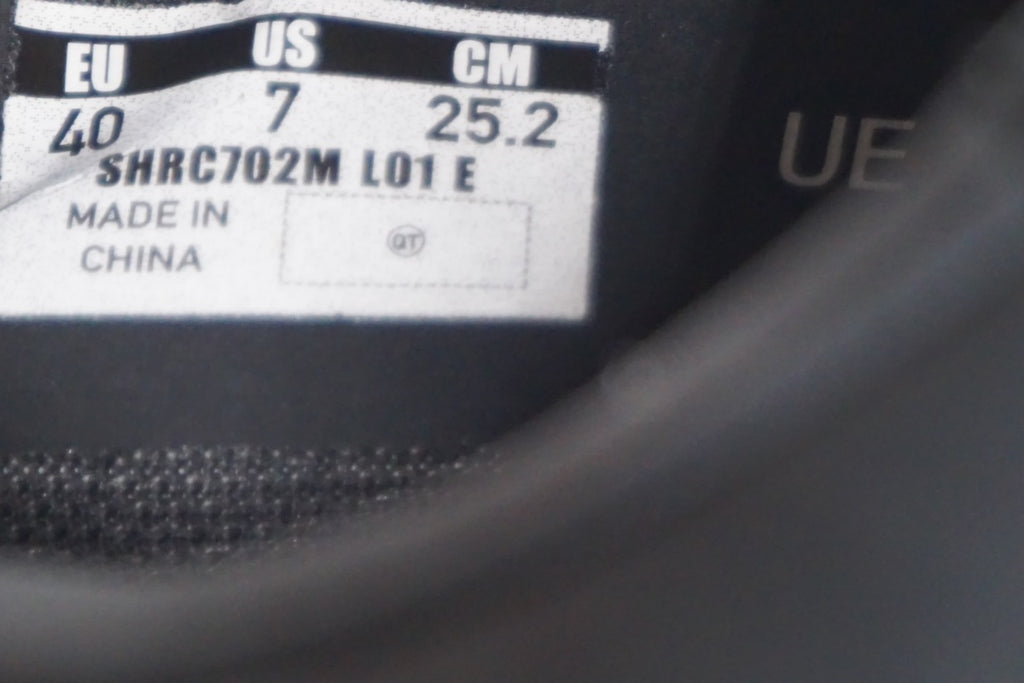 EU US CM
40 7 25.2
SHRC702M L01 E
MADE IN
CHINA
QT
UE